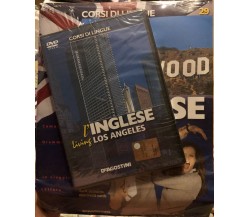 CORSI DI LINGUE
29
DVD
CORSI DI LINGUE
WOOD
l'INGLESE
SE
Living LOS ANGELES
DeAGOSTINI